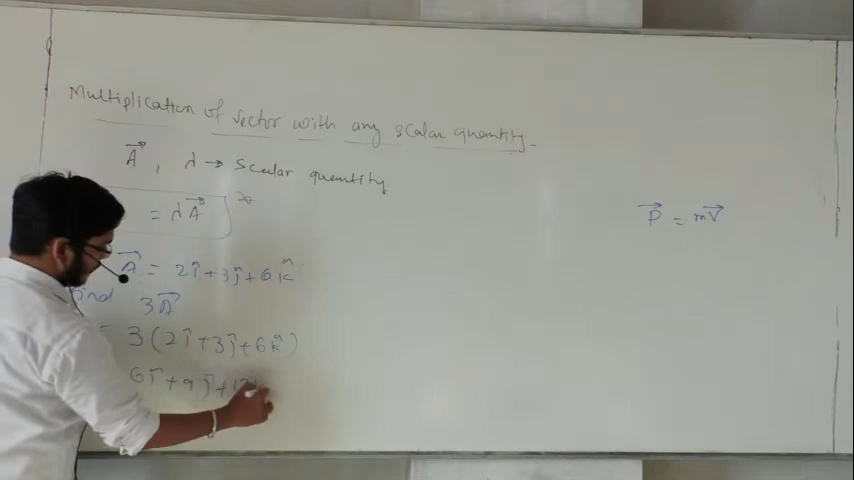 Multiplication of vector with any scalar quantity.
A⃗ , λ → Scalar quantity
= λA⃗
P⃗ = mV⃗
A⃗ = 2î + 3ĵ + 6k̂
find 3A⃗
= 3(2î + 3ĵ + 6k̂)
6î + 9ĵ +